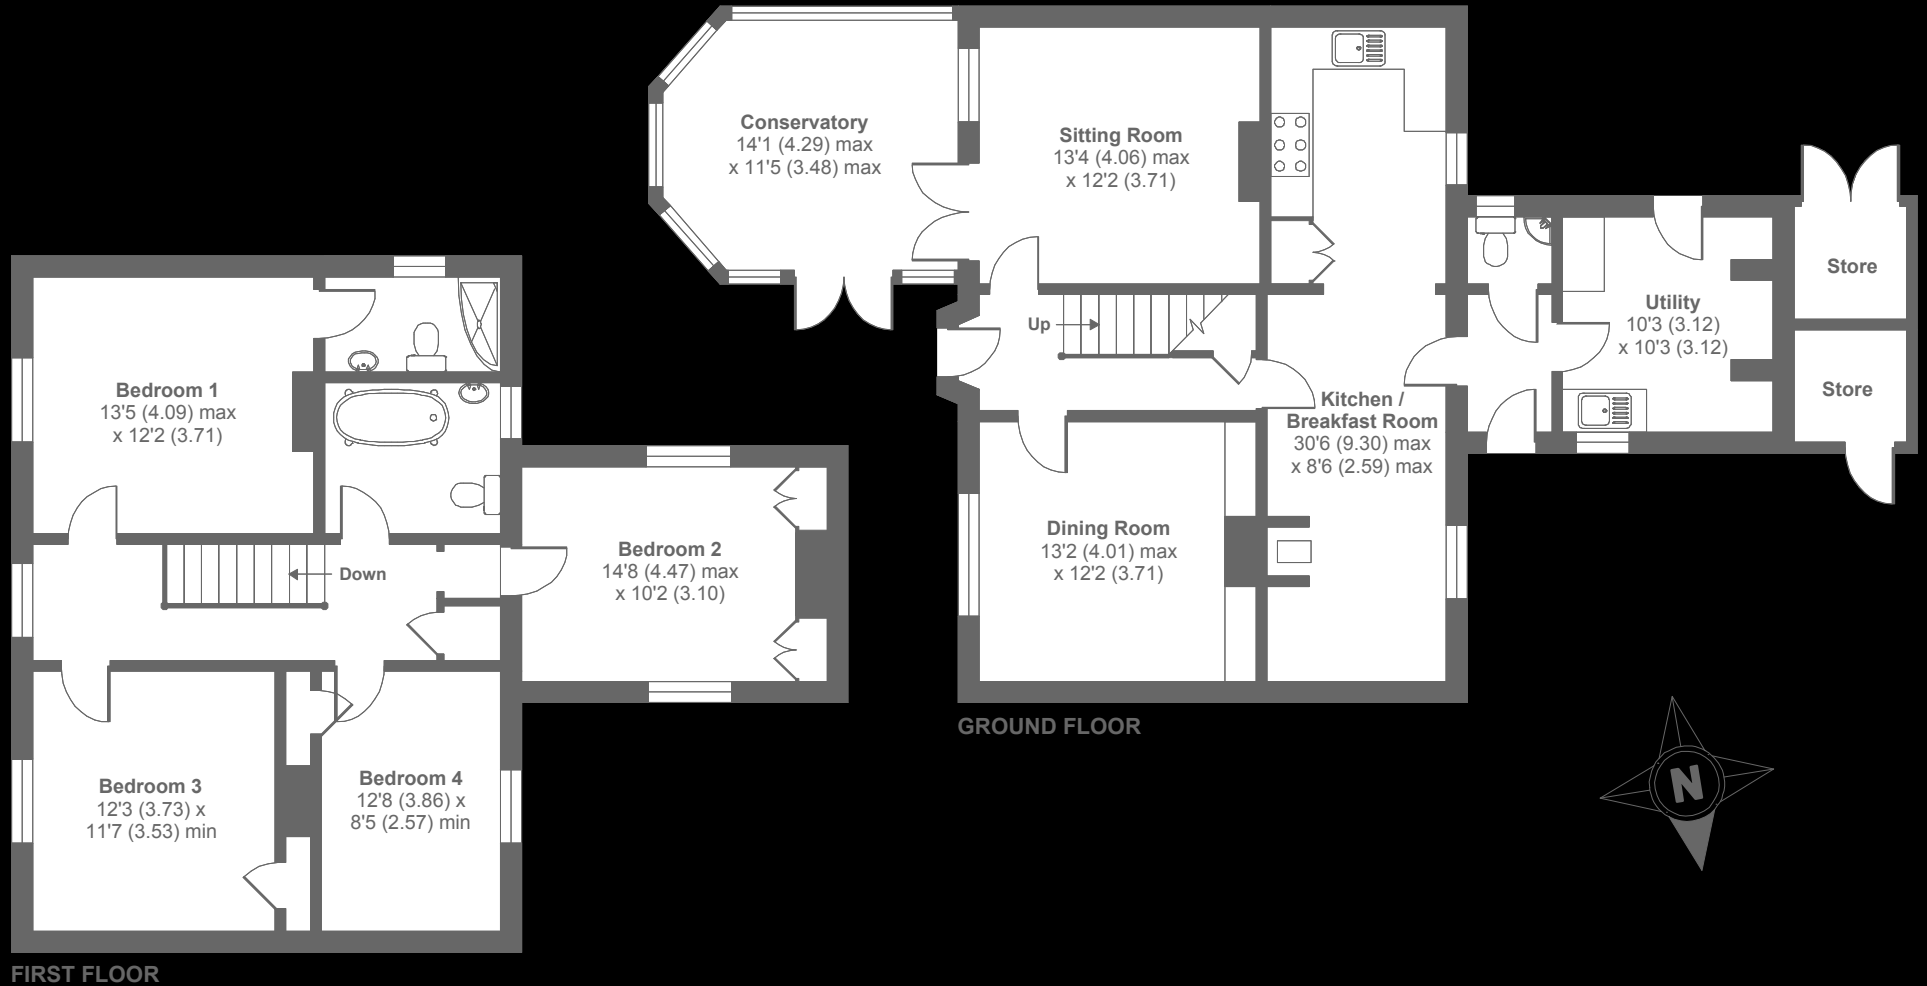 Conservatory
14'1 (4.29) max
x 11'5 (3.48) max
Sitting Room
13'4 (4.06) max
x 12'2 (3.71)
Up
Kitchen /
Breakfast Room
30'6 (9.30) max
x 8'6 (2.59) max
Utility
10'3 (3.12)
x 10'3 (3.12)
Store
Store
Dining Room
13'2 (4.01) max
x 12'2 (3.71)
GROUND FLOOR
Bedroom 1
13'5 (4.09) max
x 12'2 (3.71)
Down
Bedroom 2
14'8 (4.47) max
x 10'2 (3.10)
Bedroom 3
12'3 (3.73) x
11'7 (3.53) min
Bedroom 4
12'8 (3.86) x
8'5 (2.57) min
FIRST FLOOR
N